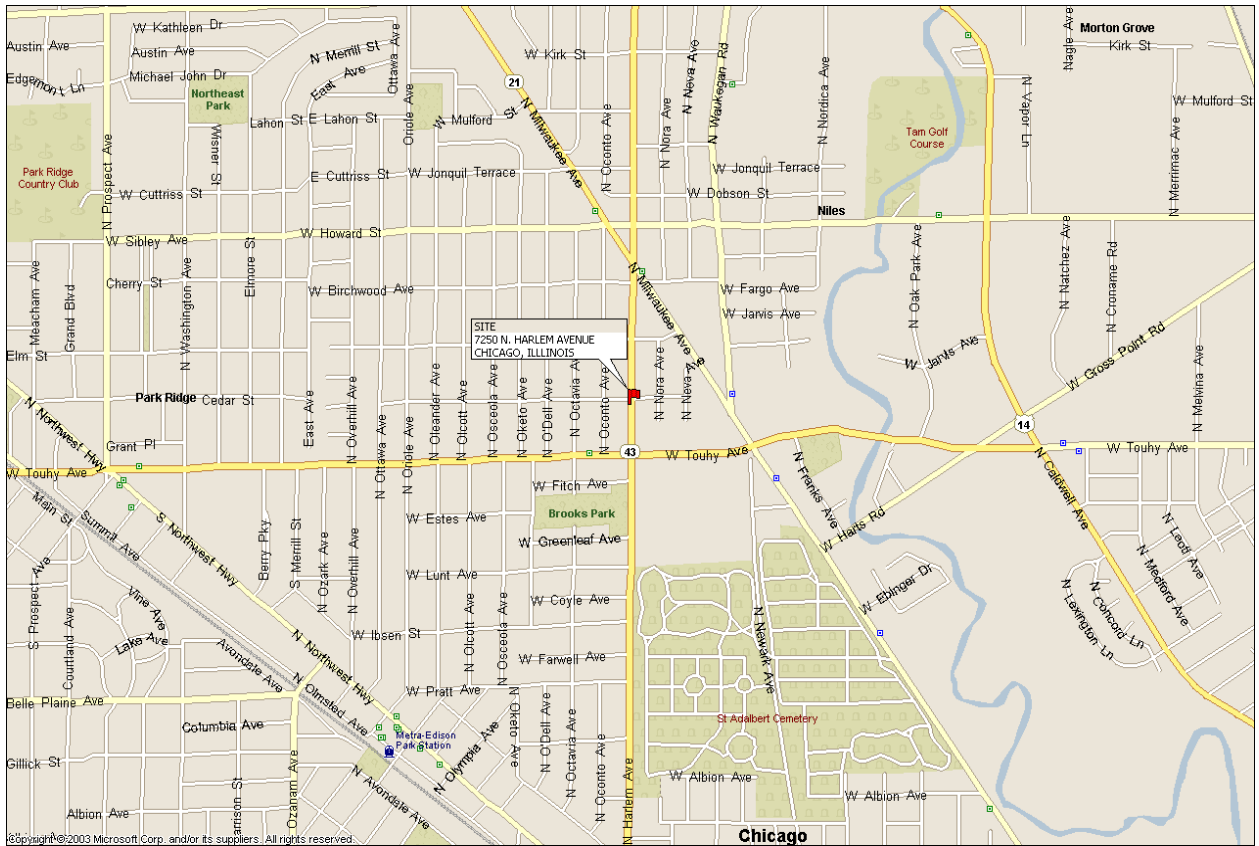 W Kathleen Dr
Austin Ave
Austin Ave
N Merrill St
East Ave
Ottawa Ave
Oriole Ave
Edgemont Ln
Michael John Dr
Northeast
Park
Wisner St
Lahon St
E Lahon St
W Mulford St
W Kirk St
21
N Milwaukee Ave
N Oconto Ave
N Nora Ave
N Neva Ave
N Waukegan Rd
N Nordica Ave
Morton Grove
Nagle Ave
Kirk St
N Vapor Ln
W Mulford St
N Merrimac Ave
Tam Golf
Course
Park Ridge
Country Club
N Prospect Ave
W Cuttriss St
E Cuttriss St
W Jonquil Terrace
W Jonquil Terrace
W Dobson St
Niles
W Sibley Ave
W Howard St
Elmore St
Cherry St
W Birchwood Ave
Meacham Ave
Grand Blvd
N Washington Ave
N Milwaukee Ave
W Fargo Ave
W Jarvis Ave
N Oak Park Ave
N Natchez Ave
N Croname Rd
W Gross Point Rd
W Jarvis Ave
SITE
7250 N. HARLEM AVENUE
CHICAGO, ILLLINOIS
Elm St
Park Ridge
Cedar St
East Ave
N Overhill Ave
N Ottawa Ave
N Oriole Ave
N Oleander Ave
N Olcott Ave
N Osceola Ave
N Oketo Ave
N O'Dell Ave
N Octavia Ave
N Oconto Ave
N Nora Ave
N Neva Ave
N Melvina Ave
14
N Northwest Hwy
Grant Pl
43
W Touhy Ave
W Touhy Ave
W Touhy Ave
N Caldwell Ave
N Franks Ave
W Harts Rd
Main St
Summit Ave
S Northwest Hwy
Berry Pky
S Merrill St
N Ozark Ave
N Overhill Ave
W Fitch Ave
Brooks Park
W Estes Ave
W Greenleaf Ave
W Lunt Ave
W Coyle Ave
W Ibsen St
W Farwell Ave
W Pratt Ave
N Olcott Ave
N Osceola Ave
N Leoti Ave
N Medford Ave
N Concord Ln
N Lexington Ln
W Ebinger Dr
N Newark Ave
St Adalbert Cemetery
S Prospect Ave
Courtland Ave
Vine Ave
Lake Ave
Avondale Ave
N Northwest Hwy
N Olmsted Ave
Belle Plaine Ave
Columbia Ave
Metra-Edison
Park Station
N Olympia Ave
N Oketo Ave
N O'Dell Ave
N Octavia Ave
N Oconto Ave
N Harlem Ave
Gillick St
Ozanam Ave
N Avondale Ave
Albion Ave
W Albion Ave
W Albion Ave
Chicago
Copyright © 2003 Microsoft Corp. and/or its suppliers. All rights reserved.